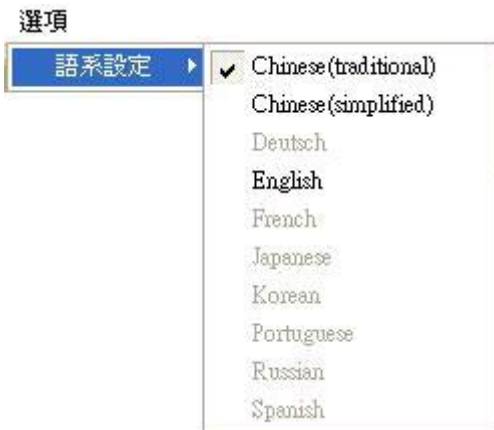 選項
語系設定
Chinese(traditional)
Chinese(simplified)
Deutsch
English
French
Japanese
Korean
Portuguese
Russian
Spanish